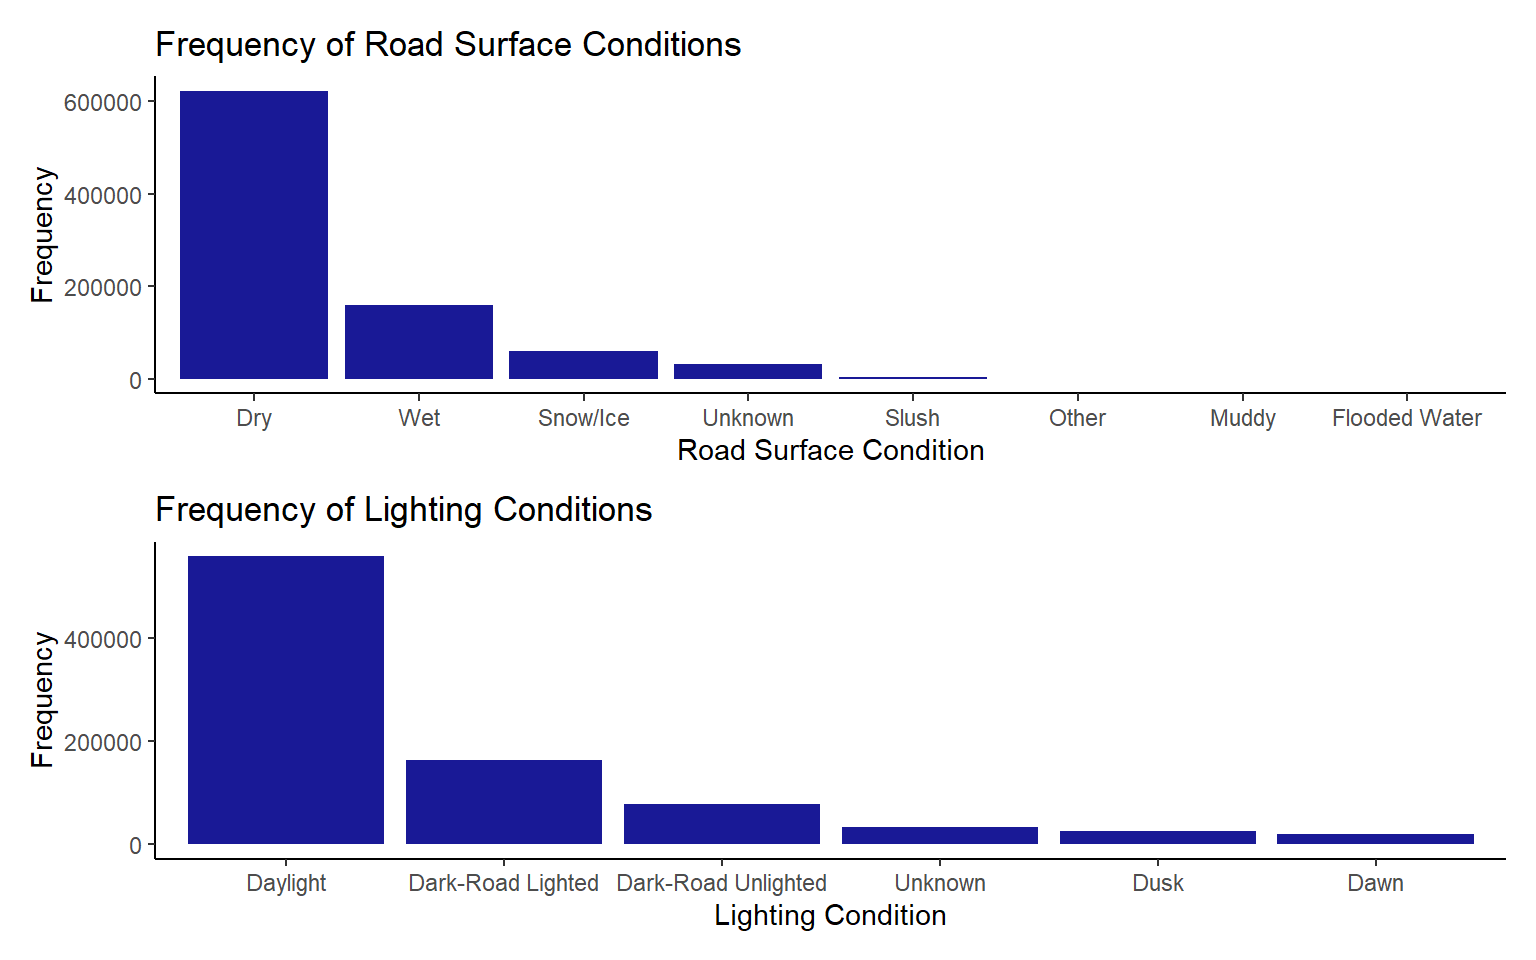 Frequency of Road Surface Conditions
600000
400000
200000
0
Frequency
Dry Wet Snow/Ice Unknown Slush Other Muddy Flooded Water
Road Surface Condition
Frequency of Lighting Conditions
400000
200000
0
Frequency
Daylight Dark-Road Lighted Dark-Road Unlighted Unknown Dusk Dawn
Lighting Condition